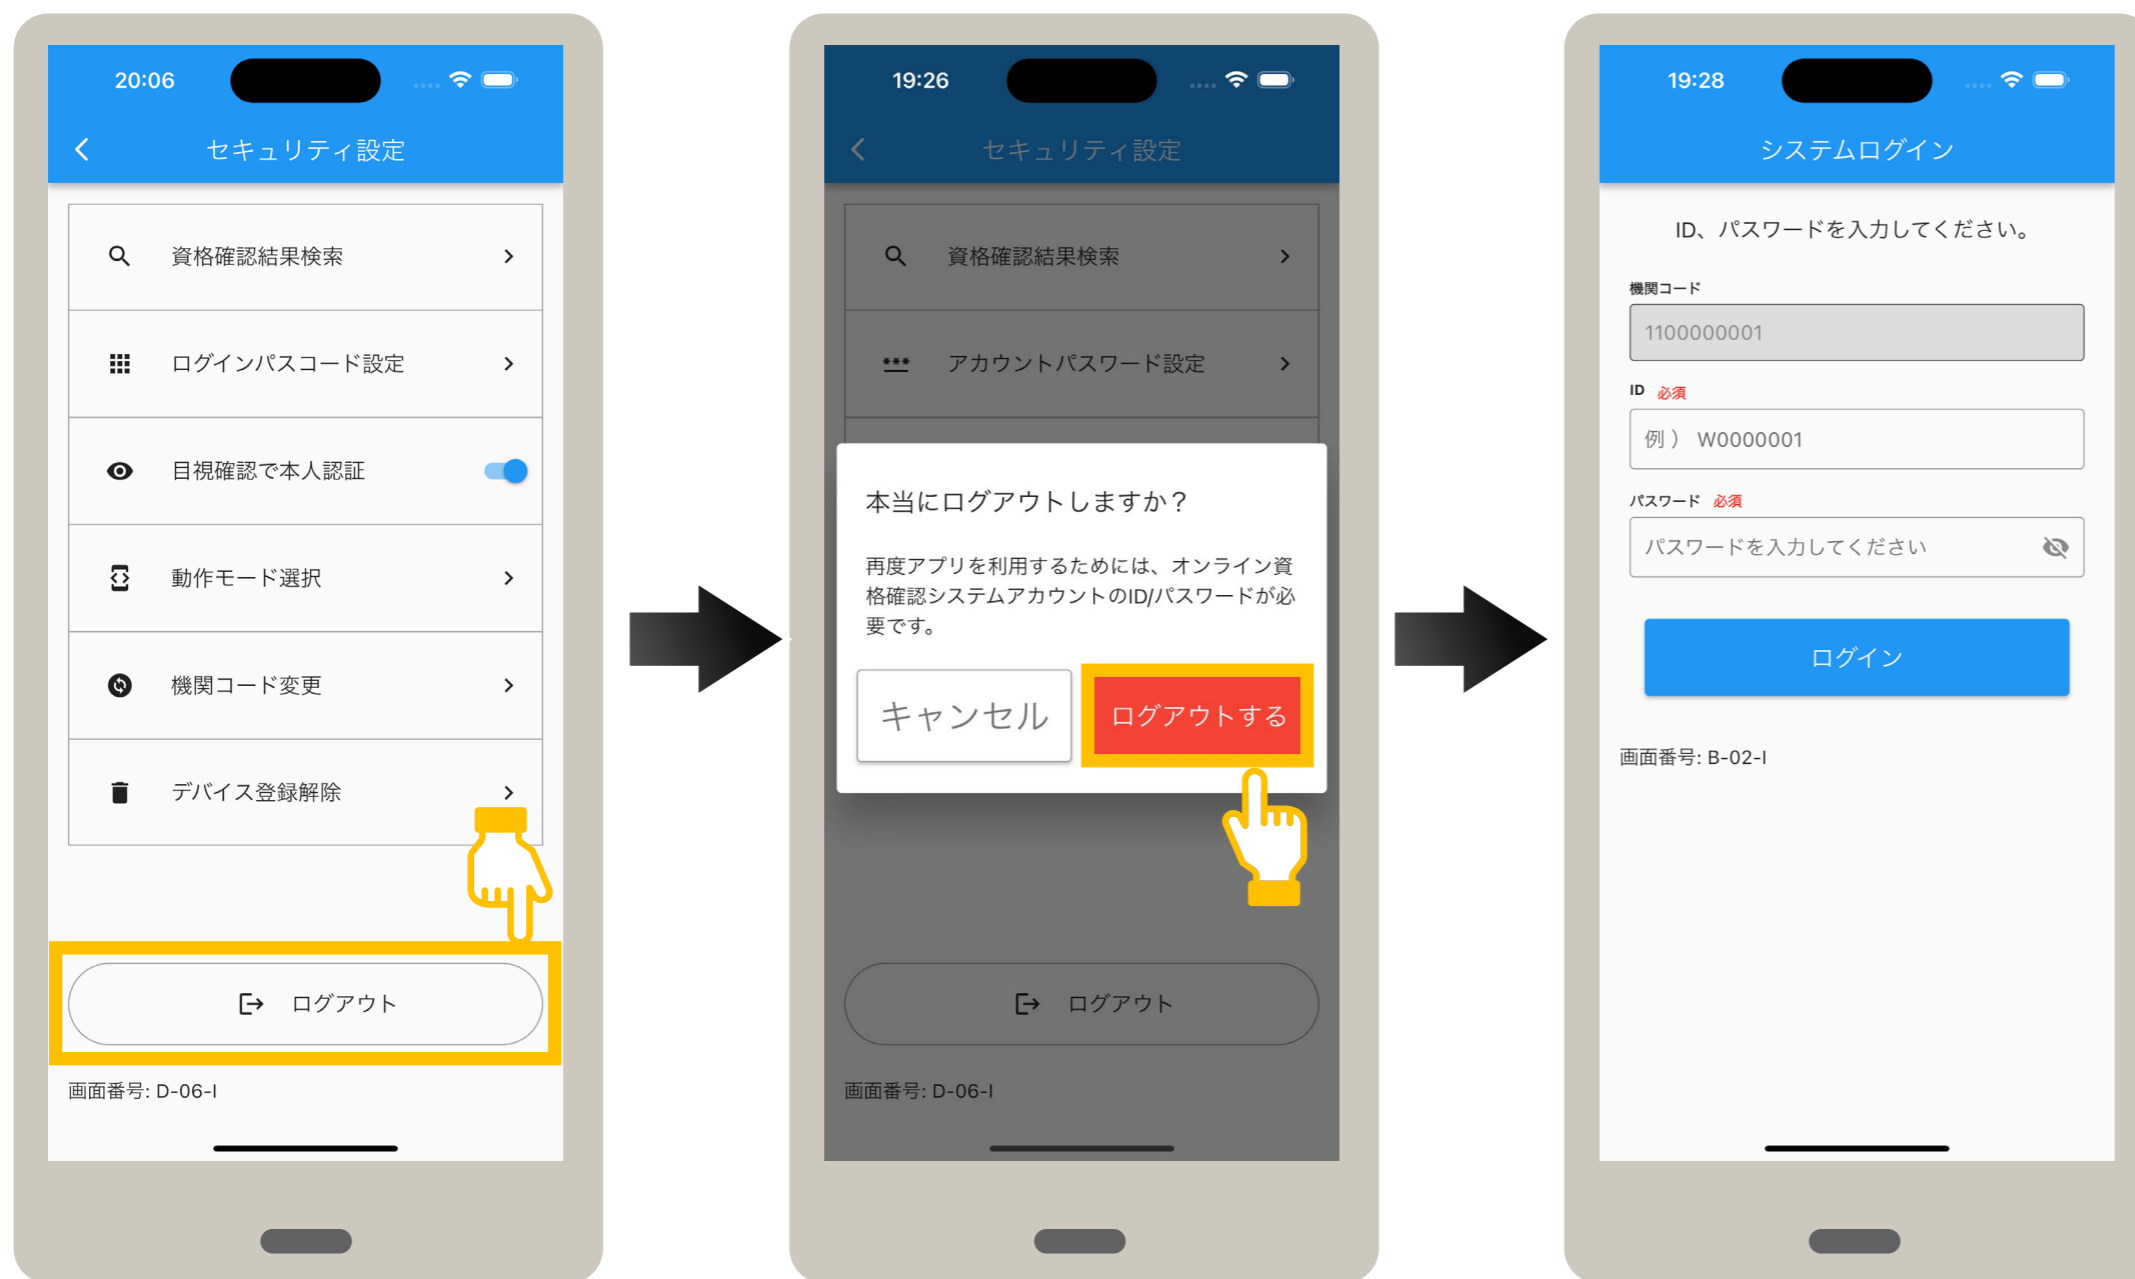 20:06
セキュリティ設定
資格確認結果検索
ログインパスコード設定
目視確認で本人認証
動作モード選択
機関コード変更
デバイス登録解除
ログアウト
画面番号: D-06-I
19:26
セキュリティ設定
資格確認結果検索
アカウントパスワード設定
本当にログアウトしますか？
再度アプリを利用するためには、オンライン資
格確認システムアカウントのID/パスワードが必
要です。
キャンセル
ログアウトする
ログアウト
画面番号: D-06-I
19:28
システムログイン
ID、パスワードを入力してください。
機関コード
1100000001
ID 必須
例） W0000001
パスワード 必須
パスワードを入力してください
ログイン
画面番号: B-02-I